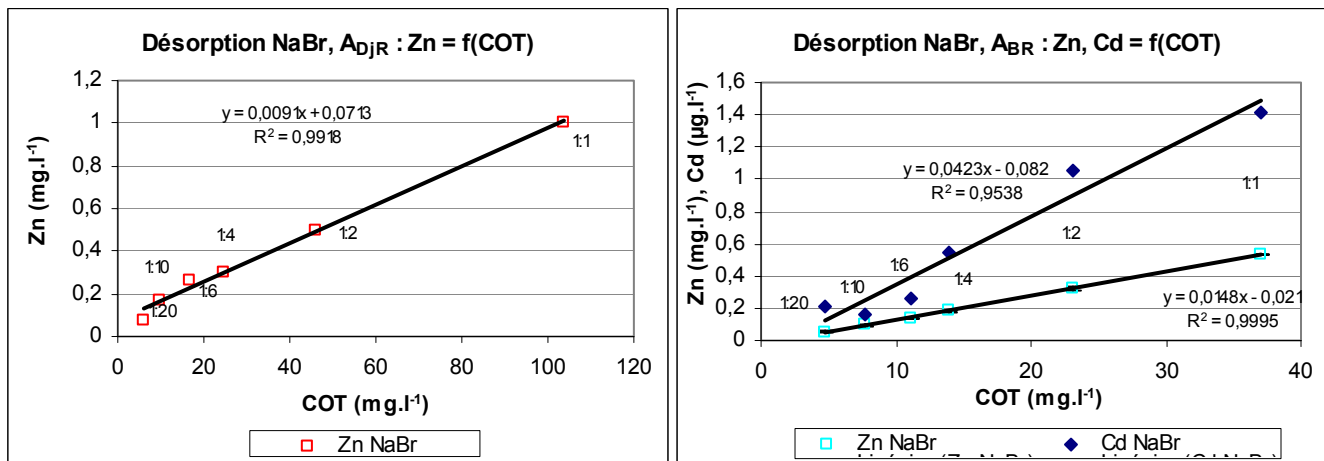 Désorption NaBr, A_DjR : Zn = f(COT)
Zn (mg.l⁻¹)
1,2
1
0,8
0,6
0,4
0,2
0
y = 0,0091x + 0,0713
R² = 0,9918
1:1
1:2
1:4
1:10
1:6
1:20
0 20 40 60 80 100 120
COT (mg.l⁻¹)
Zn NaBr
Désorption NaBr, A_BR : Zn, Cd = f(COT)
Zn (mg.l⁻¹), Cd (µg.l⁻¹)
1,6
1,4
1,2
1
0,8
0,6
0,4
0,2
0
y = 0,0423x - 0,082
R² = 0,9538
1:1
1:2
1:6
1:4
1:10
1:20
y = 0,0148x - 0,021
R² = 0,9995
0 10 20 30 40
COT (mg.l⁻¹)
Zn NaBr Cd NaBr